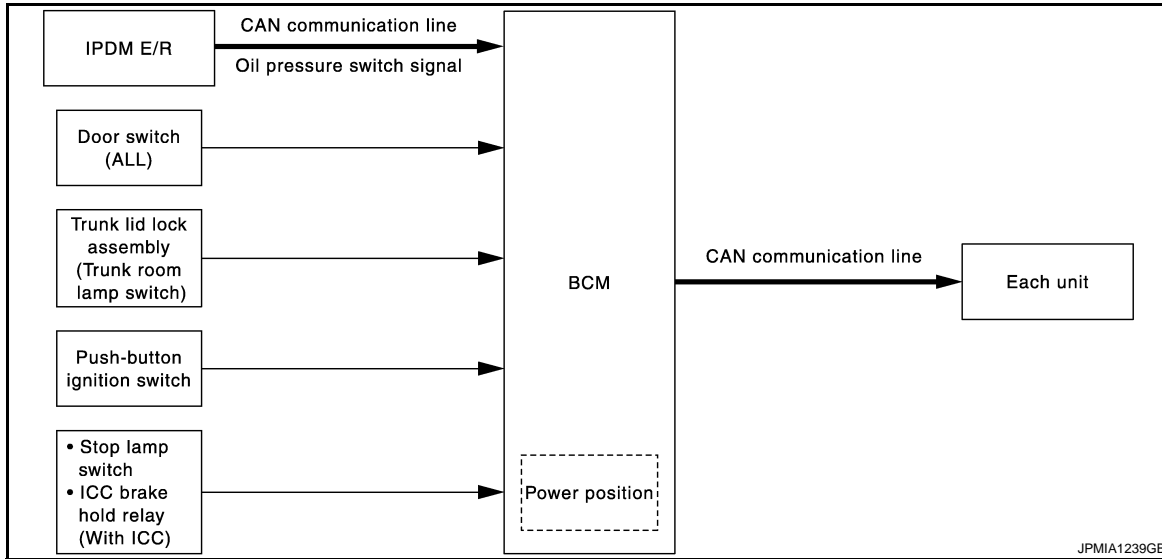 IPDM E/R
CAN communication line
Oil pressure switch signal
Door switch
(ALL)
Trunk lid lock
assembly
(Trunk room
lamp switch)
Push-button
ignition switch
• Stop lamp
switch
• ICC brake
hold relay
(With ICC)
BCM
Power position
CAN communication line
Each unit